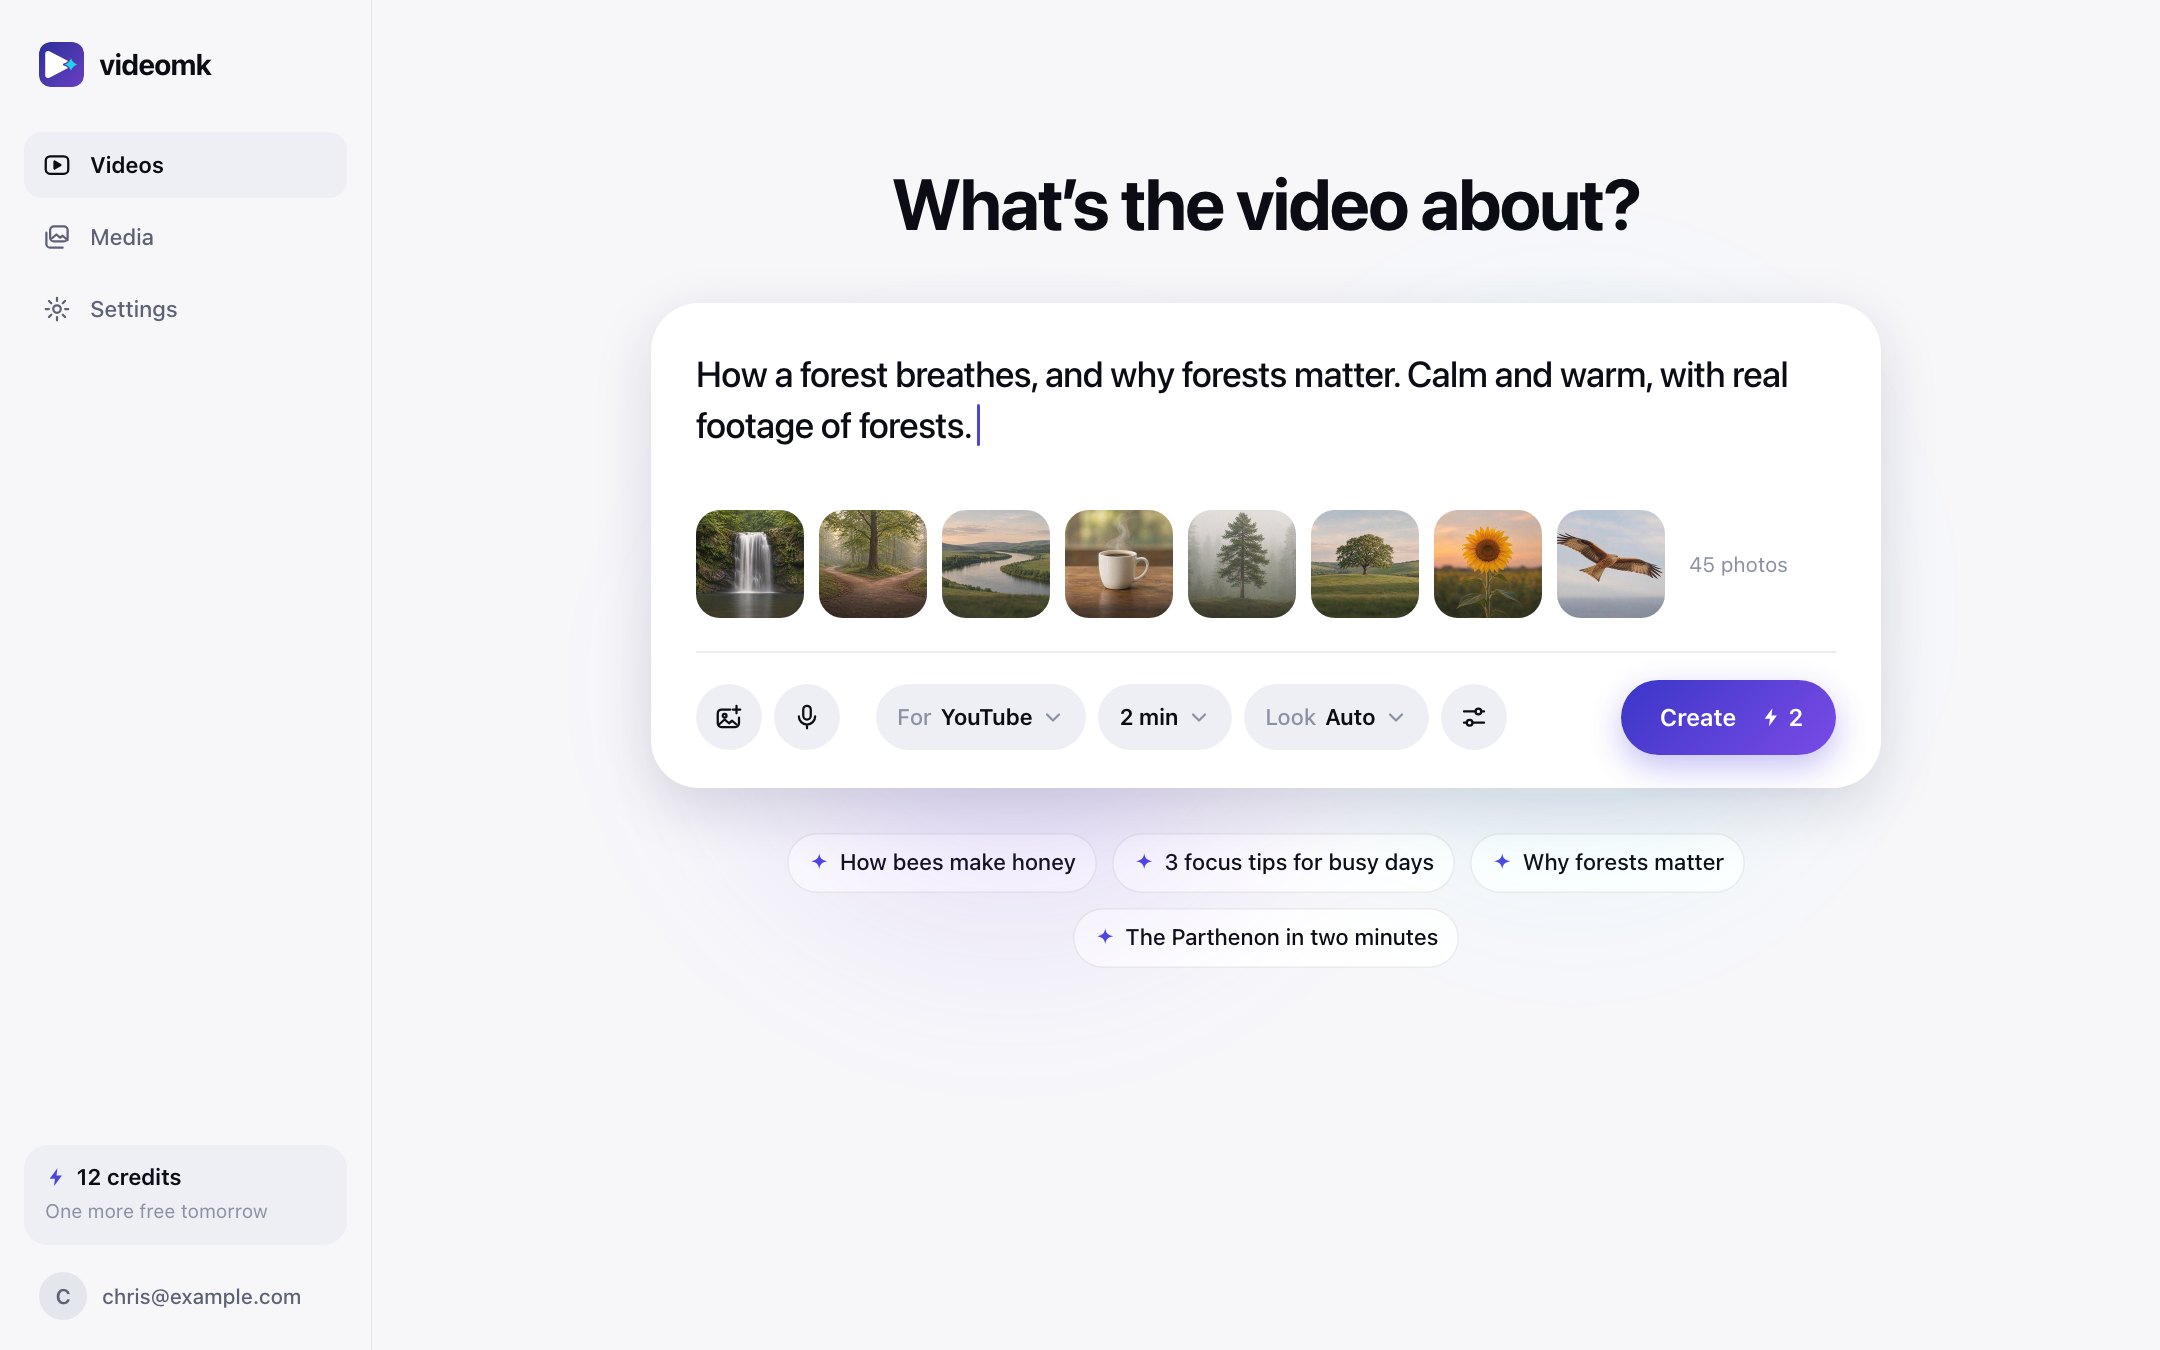 videomk
Videos
Media
Settings
12 credits
One more free tomorrow
C
chris@example.com
What's the video about?
How a forest breathes, and why forests matter. Calm and warm, with real
footage of forests.
45 photos
For YouTube
2 min
Look Auto
Create 2
How bees make honey
3 focus tips for busy days
Why forests matter
The Parthenon in two minutes